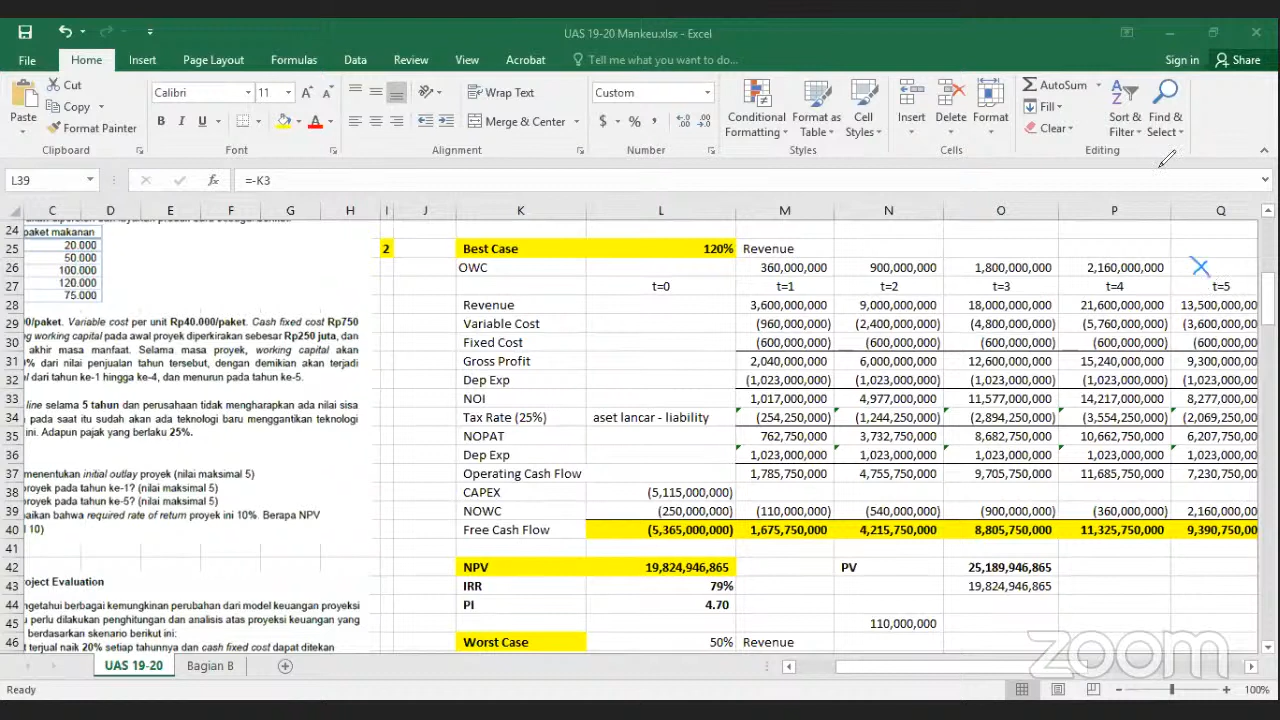 UAS 19-20 Mankeu.xlsx - Excel
File Home Insert Page Layout Formulas Data Review View Acrobat Tell me what you want to do... Sign in Share
Cut
Copy
Format Painter
Paste
Calibri 11
B I U
Wrap Text
Merge & Center
Custom
$ % ,
Conditional Formatting
Format as Table
Cell Styles
Insert Delete Format
AutoSum
Fill
Clear
Sort & Filter
Find & Select
Clipboard Font Alignment Number Styles Cells Editing
L39 fx =-K3
C D E F G H I J K L M N O P Q
24 paket makanan
25 20.000 2 Best Case 120% Revenue
26 50.000 OWC 360,000,000 900,000,000 1,800,000,000 2,160,000,000
27 100.000 t=0 t=1 t=2 t=3 t=4 t=5
120.000
28 75.000 Revenue 3,600,000,000 9,000,000,000 18,000,000,000 21,600,000,000 13,500,000,00
29 0/paket. Variable cost per unit Rp40.000/paket. Cash fixed cost Rp750 Variable Cost (960,000,000) (2,400,000,000) (4,800,000,000) (5,760,000,000) (3,600,000,00
30 g working capital pada awal proyek diperkirakan sebesar Rp250 juta, dan Fixed Cost (600,000,000) (600,000,000) (600,000,000) (600,000,000) (600,000,00
31 akhir masa manfaat. Selama masa proyek, working capital akan Gross Profit 2,040,000,000 6,000,000,000 12,600,000,000 15,240,000,000 9,300,000,00
% dari nilai penjualan tahun tersebut, dengan demikian akan terjadi
32 dari tahun ke-1 hingga ke-4, dan menurun pada tahun ke-5. Dep Exp (1,023,000,000) (1,023,000,000) (1,023,000,000) (1,023,000,000) (1,023,000,00
33 line selama 5 tahun dan perusahaan tidak mengharapkan ada nilai sisa NOI 1,017,000,000 4,977,000,000 11,577,000,000 14,217,000,000 8,277,000,00
34 pada saat itu sudah akan ada teknologi baru menggantikan teknologi Tax Rate (25%) aset lancar - liability (254,250,000) (1,244,250,000) (2,894,250,000) (3,554,250,000) (2,069,250,00
35 ini. Adapun pajak yang berlaku 25%. NOPAT 762,750,000 3,732,750,000 8,682,750,000 10,662,750,000 6,207,750,00
36 Dep Exp 1,023,000,000 1,023,000,000 1,023,000,000 1,023,000,000 1,023,000,00
37 menentukan initial outlay proyek (nilai maksimal 5) Operating Cash Flow 1,785,750,000 4,755,750,000 9,705,750,000 11,685,750,000 7,230,750,00
38 royek pada tahun ke-1? (nilai maksimal 5) CAPEX (5,115,000,000)
royek pada tahun ke-5? (nilai maksimal 5)
39 aikan bahwa required rate of return proyek ini 10%. Berapa NPV NOWC (250,000,000) (110,000,000) (540,000,000) (900,000,000) (360,000,000) 2,160,000,00
40 10) Free Cash Flow (5,365,000,000) 1,675,750,000 4,215,750,000 8,805,750,000 11,325,750,000 9,390,750,00
41
42 NPV 19,824,946,865 PV 25,189,946,865
43 oject Evaluation IRR 79% 19,824,946,865
44 ngetahui berbagai kemungkinan perubahan dari model keuangan proyeksi PI 4.70
45 perlu dilakukan penghitungan dan analisis atas proyeksi keuangan yang 110,000,000
berdasarkan skenario berikut ini:
46 terjual naik 20% setiap tahunnya dan cash fixed cost dapat ditekan Worst Case 50% Revenue
zoom
UAS 19-20 Bagian B
Ready 100%